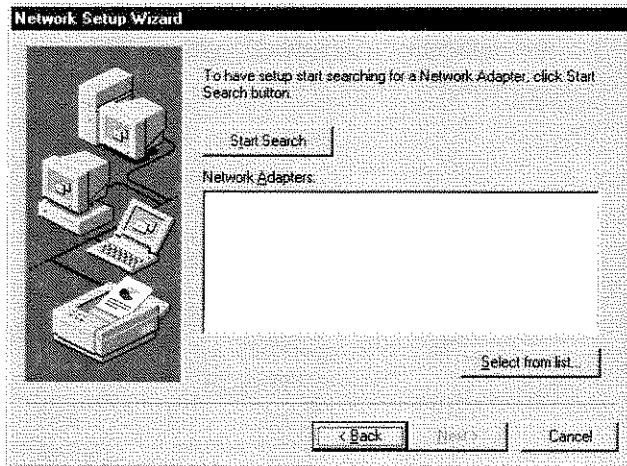 Network Setup Wizard
To have setup start searching for a Network Adapter, click Start
Search button.
Start Search
Network Adapters:
Select from list...
< Back
Next >
Cancel